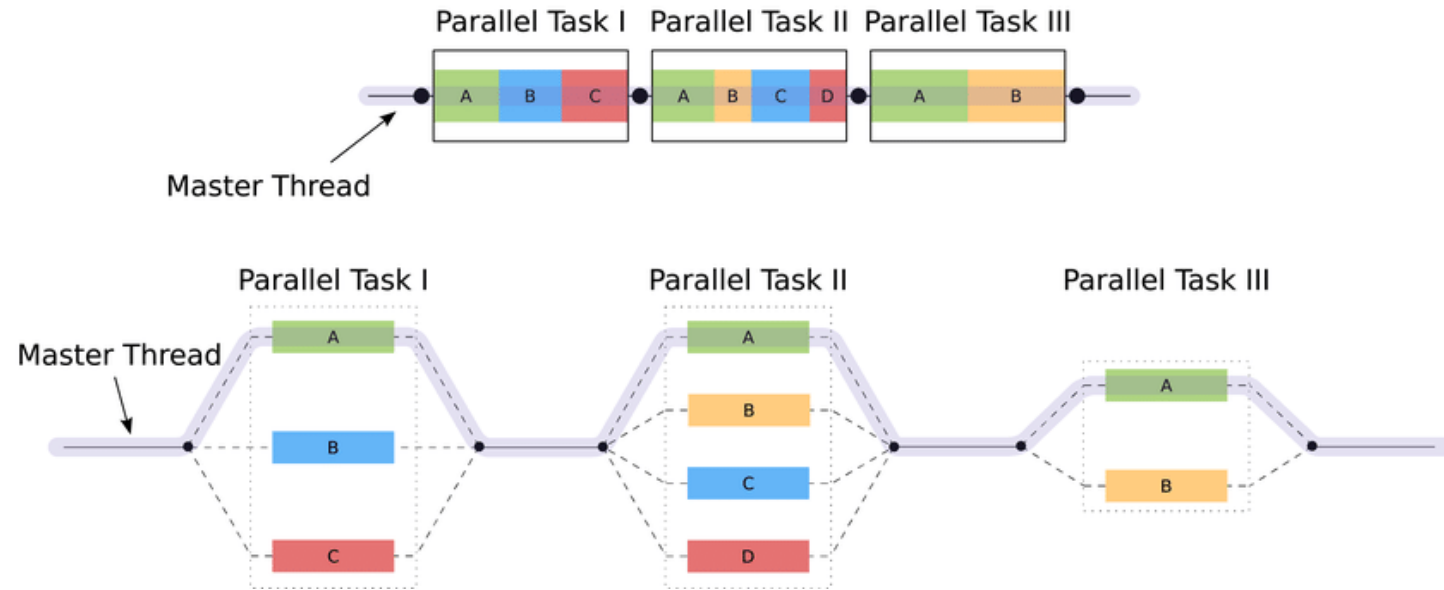 Parallel Task I Parallel Task II Parallel Task III
A B C A B C D A B
Master Thread
Parallel Task I Parallel Task II Parallel Task III
A A
Master Thread
A
B
B
C
B
C D